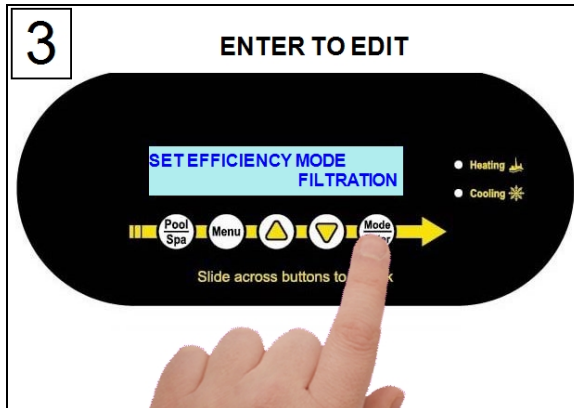 3
ENTER TO EDIT
SET EFFICIENCY MODE
FILTRATION
Heating
Cooling
Pool
Spa
Menu
Mode
Slide across buttons to